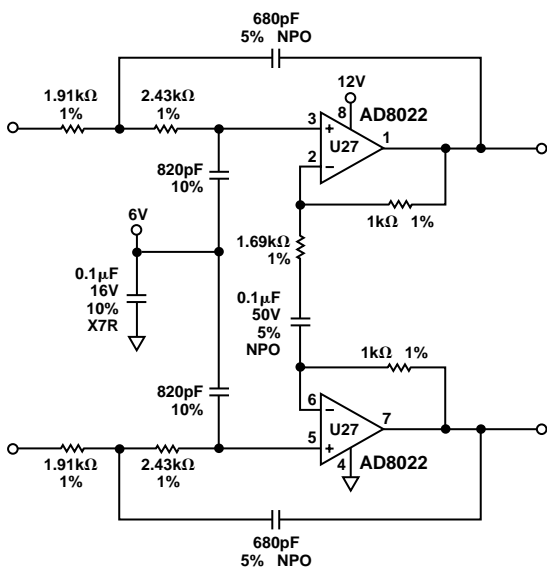 680pF
5% NPO
1.91kΩ
1%
2.43kΩ
1%
12V
8
AD8022
3
+
1
U27
2
–
820pF
10%
1kΩ 1%
6V
1.69kΩ
1%
0.1μF
16V
10%
X7R
0.1μF
50V
5%
NPO
1kΩ 1%
820pF
10%
6
–
7
U27
5
+
4
AD8022
1.91kΩ
1%
2.43kΩ
1%
680pF
5% NPO